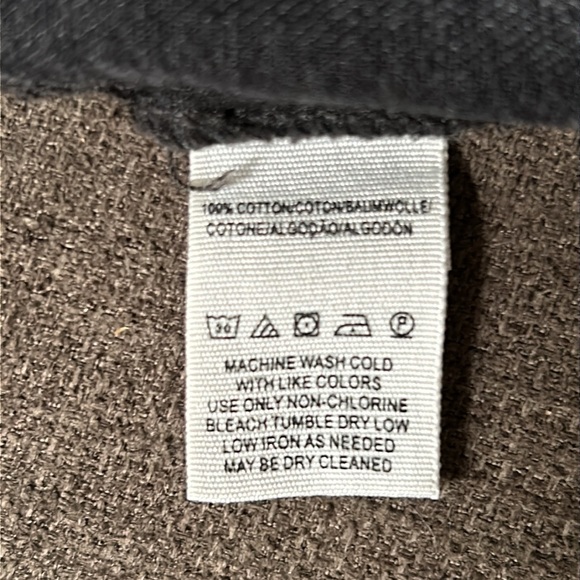 100% COTTON/COTON/BAUMWOLLE/
COTONE/ALGODÃO/ALGODÓN
30 P
MACHINE WASH COLD
WITH LIKE COLORS
USE ONLY NON-CHLORINE
BLEACH TUMBLE DRY LOW
LOW IRON AS NEEDED
MAY BE DRY CLEANED